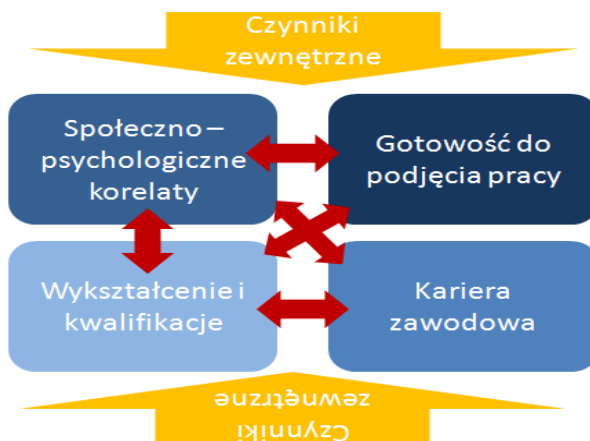 Czynniki
zewnętrzne
Społeczno –
psychologiczne
korelaty
Gotowość do
podjęcia pracy
Wykształcenie i
kwalifikacje
Kariera
zawodowa
Czynniki
zewnętrzne